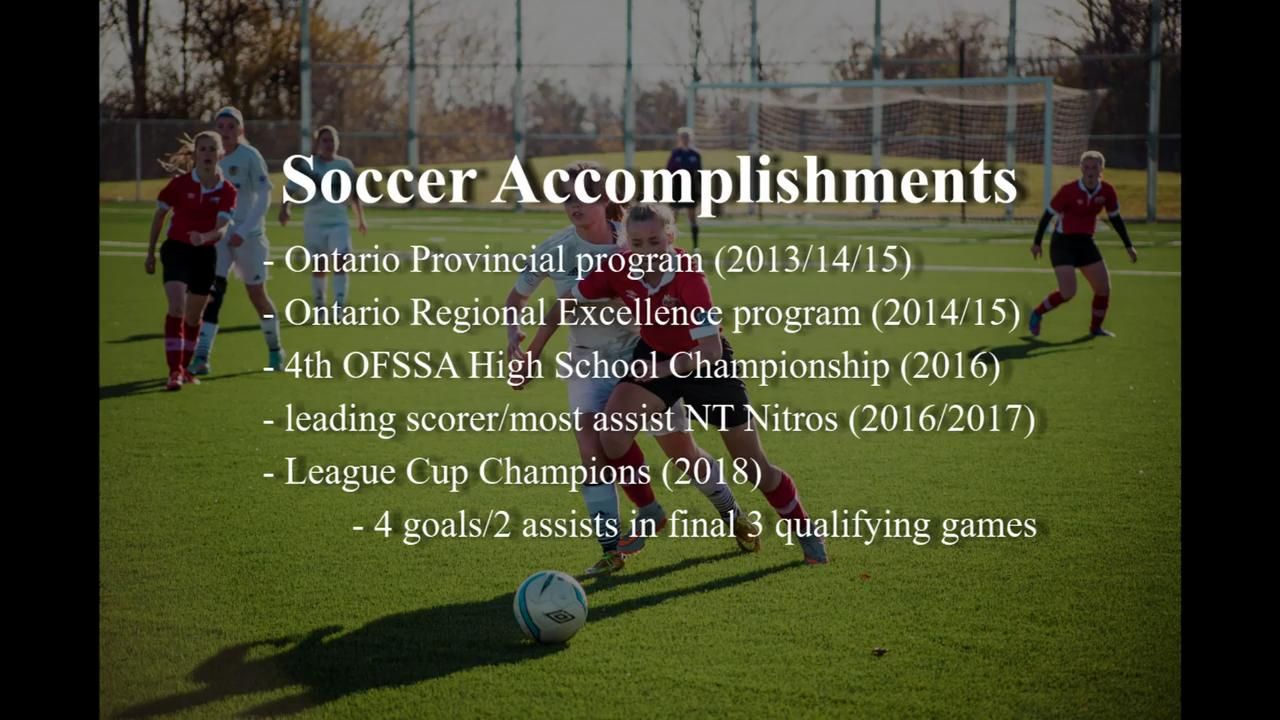 Soccer Accomplishments
- Ontario Provincial program (2013/14/15)
- Ontario Regional Excellence program (2014/15)
- 4th OFSSA High School Championship (2016)
- leading scorer/most assist NT Nitros (2016/2017)
- League Cup Champions (2018)
- 4 goals/2 assists in final 3 qualifying games